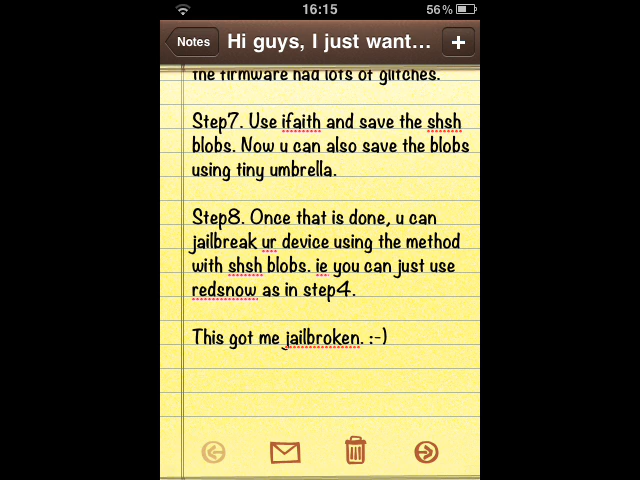 16:15
56%
Notes
Hi guys, I just want...
+
the firmware had lots of glitches.
Step7. Use ifaith and save the shsh
blobs. Now u can also save the blobs
using tiny umbrella.
Step8. Once that is done, u can
jailbreak ur device using the method
with shsh blobs. ie you can just use
redsnow as in step4.
This got me jailbroken. :-)